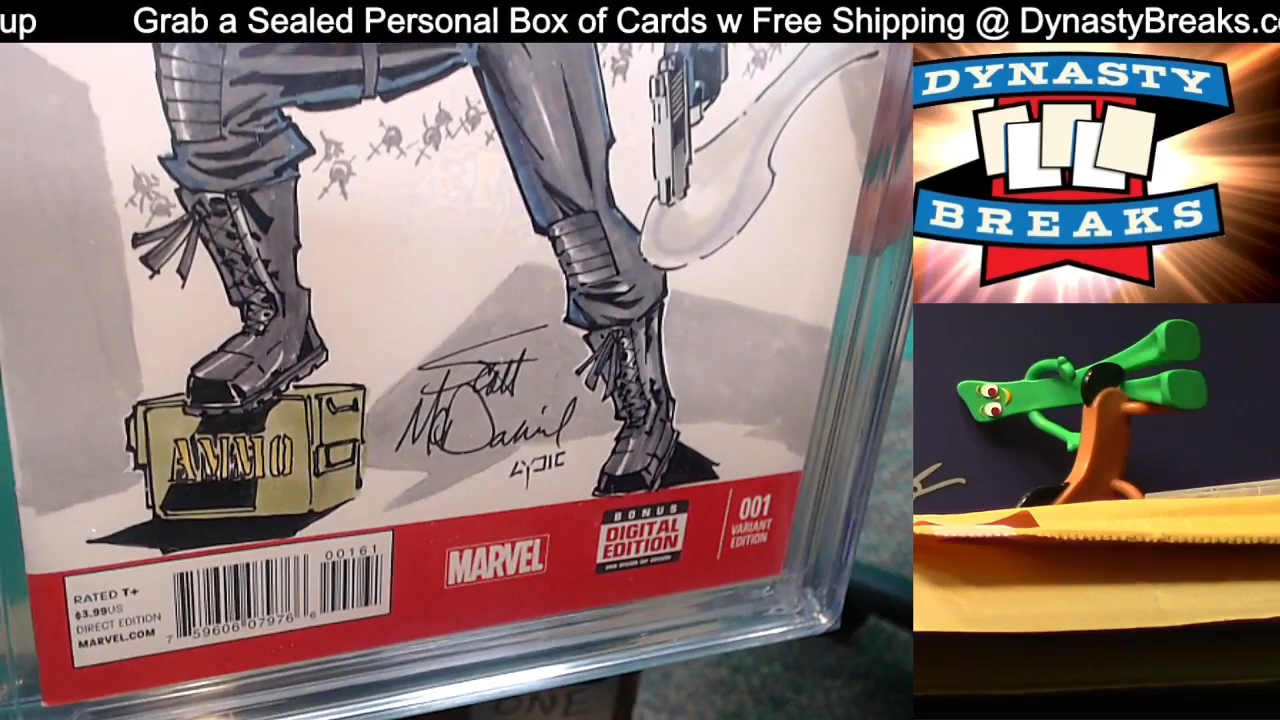 up Grab a Sealed Personal Box of Cards w Free Shipping @ DynastyBreaks.c
DYNASTY
BREAKS
AMMO
Scott
McDaniel
RATED T+
$3.99US
DIRECT EDITION
MARVEL.COM
00161
7 59606 07976 6
MARVEL
BONUS
DIGITAL
EDITION
001
VARIANT
EDITION